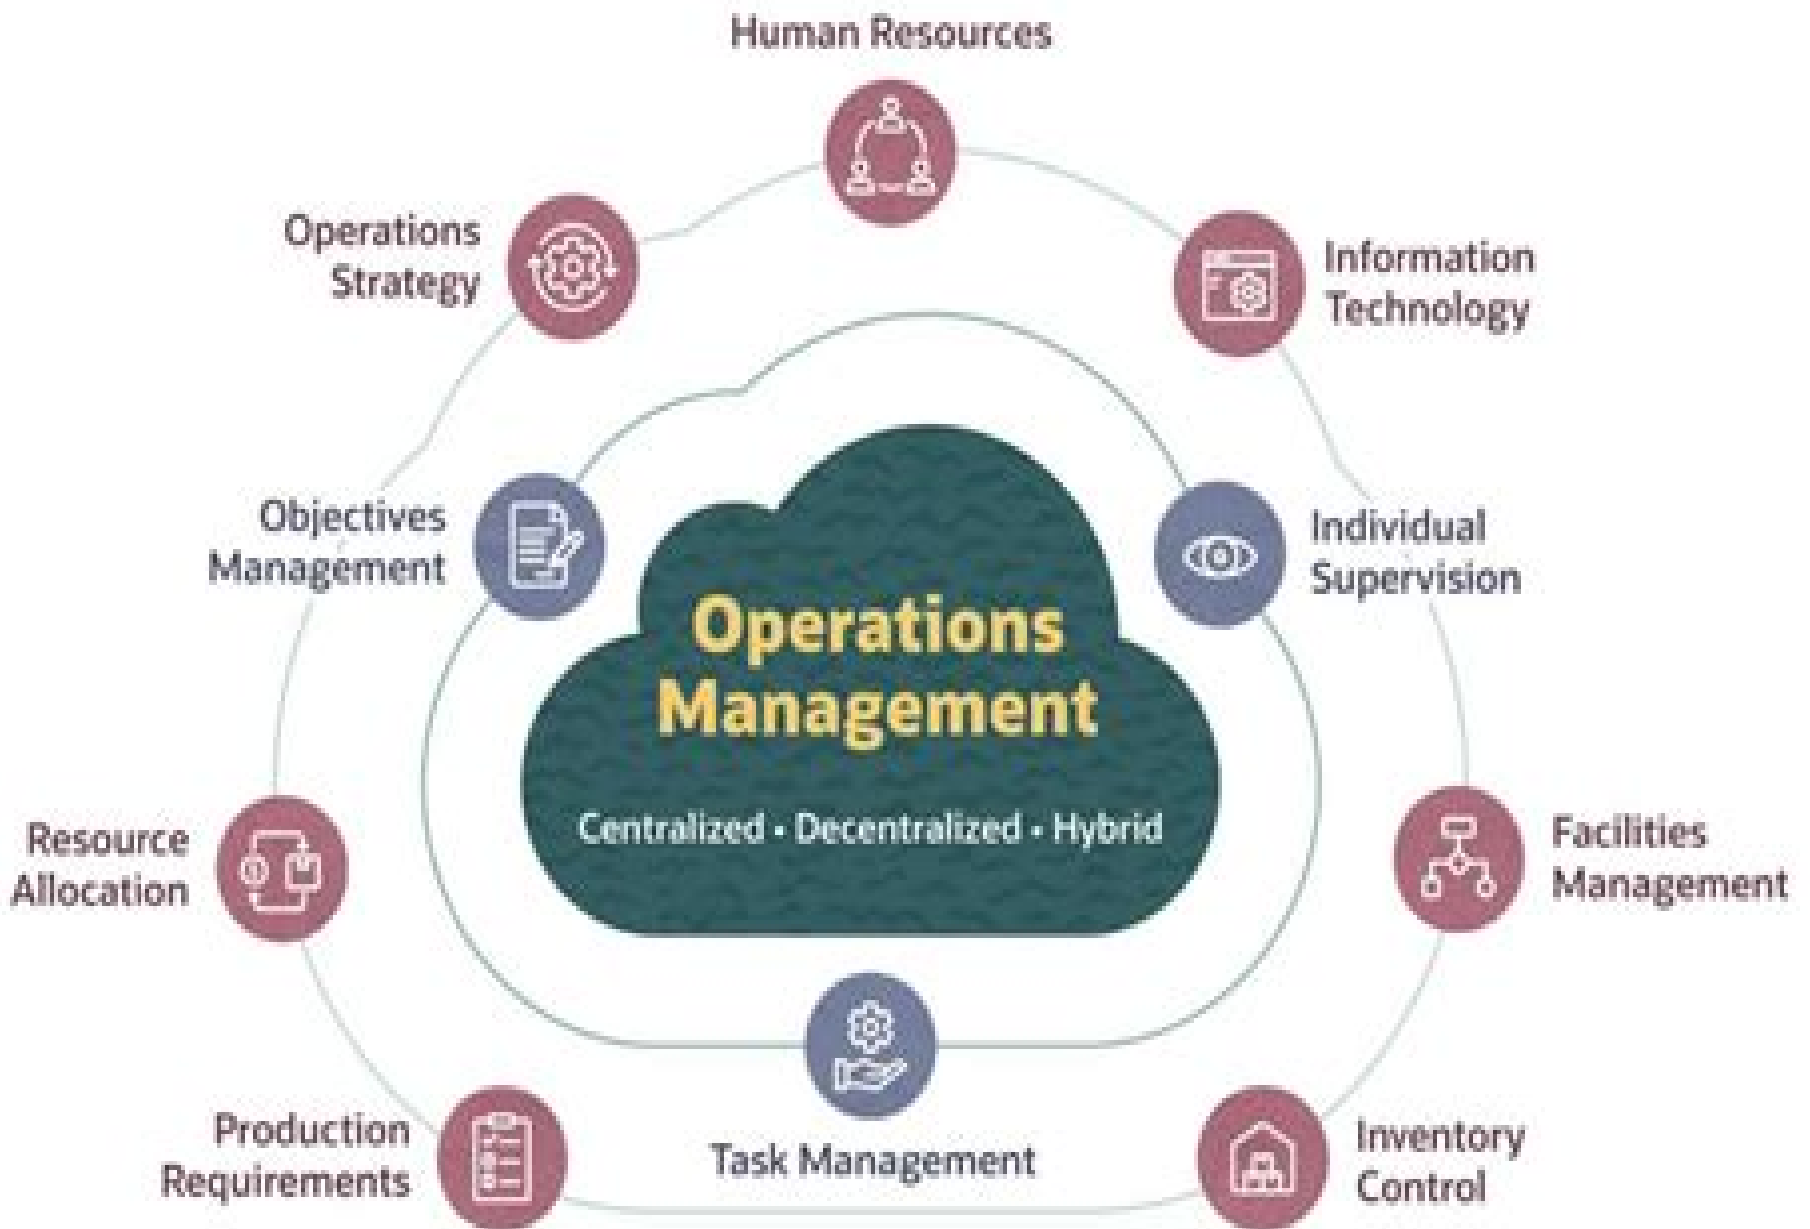 Human Resources
Operations
Strategy
Information
Technology
Objectives
Management
Individual
Supervision
Operations
Management
Centralized • Decentralized • Hybrid
Resource
Allocation
Facilities
Management
Production
Requirements
Task Management
Inventory
Control